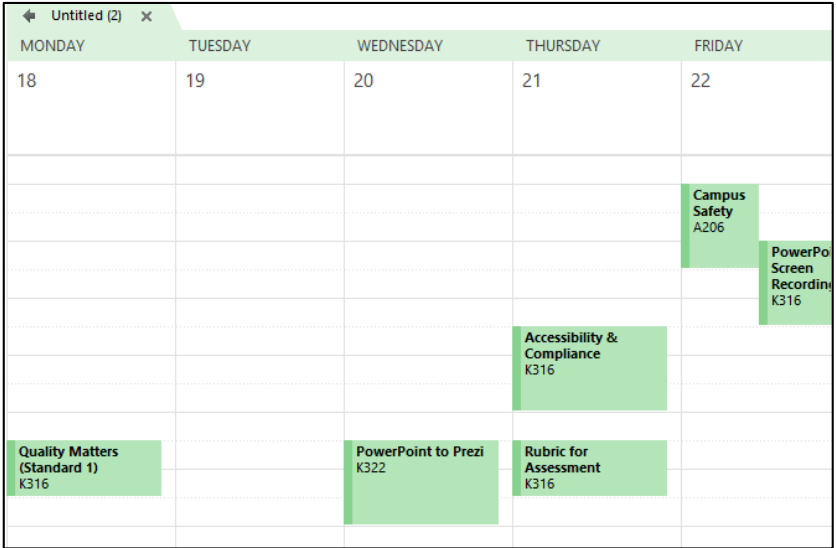 Untitled (2)
MONDAY TUESDAY WEDNESDAY THURSDAY FRIDAY
18 19 20 21 22
Campus
Safety
A206
Screen
K316
Accessibility &
Compliance
K316
Quality Matters
(Standard 1)
K316
PowerPoint to Prezi
K322
Rubric for
Assessment
K316